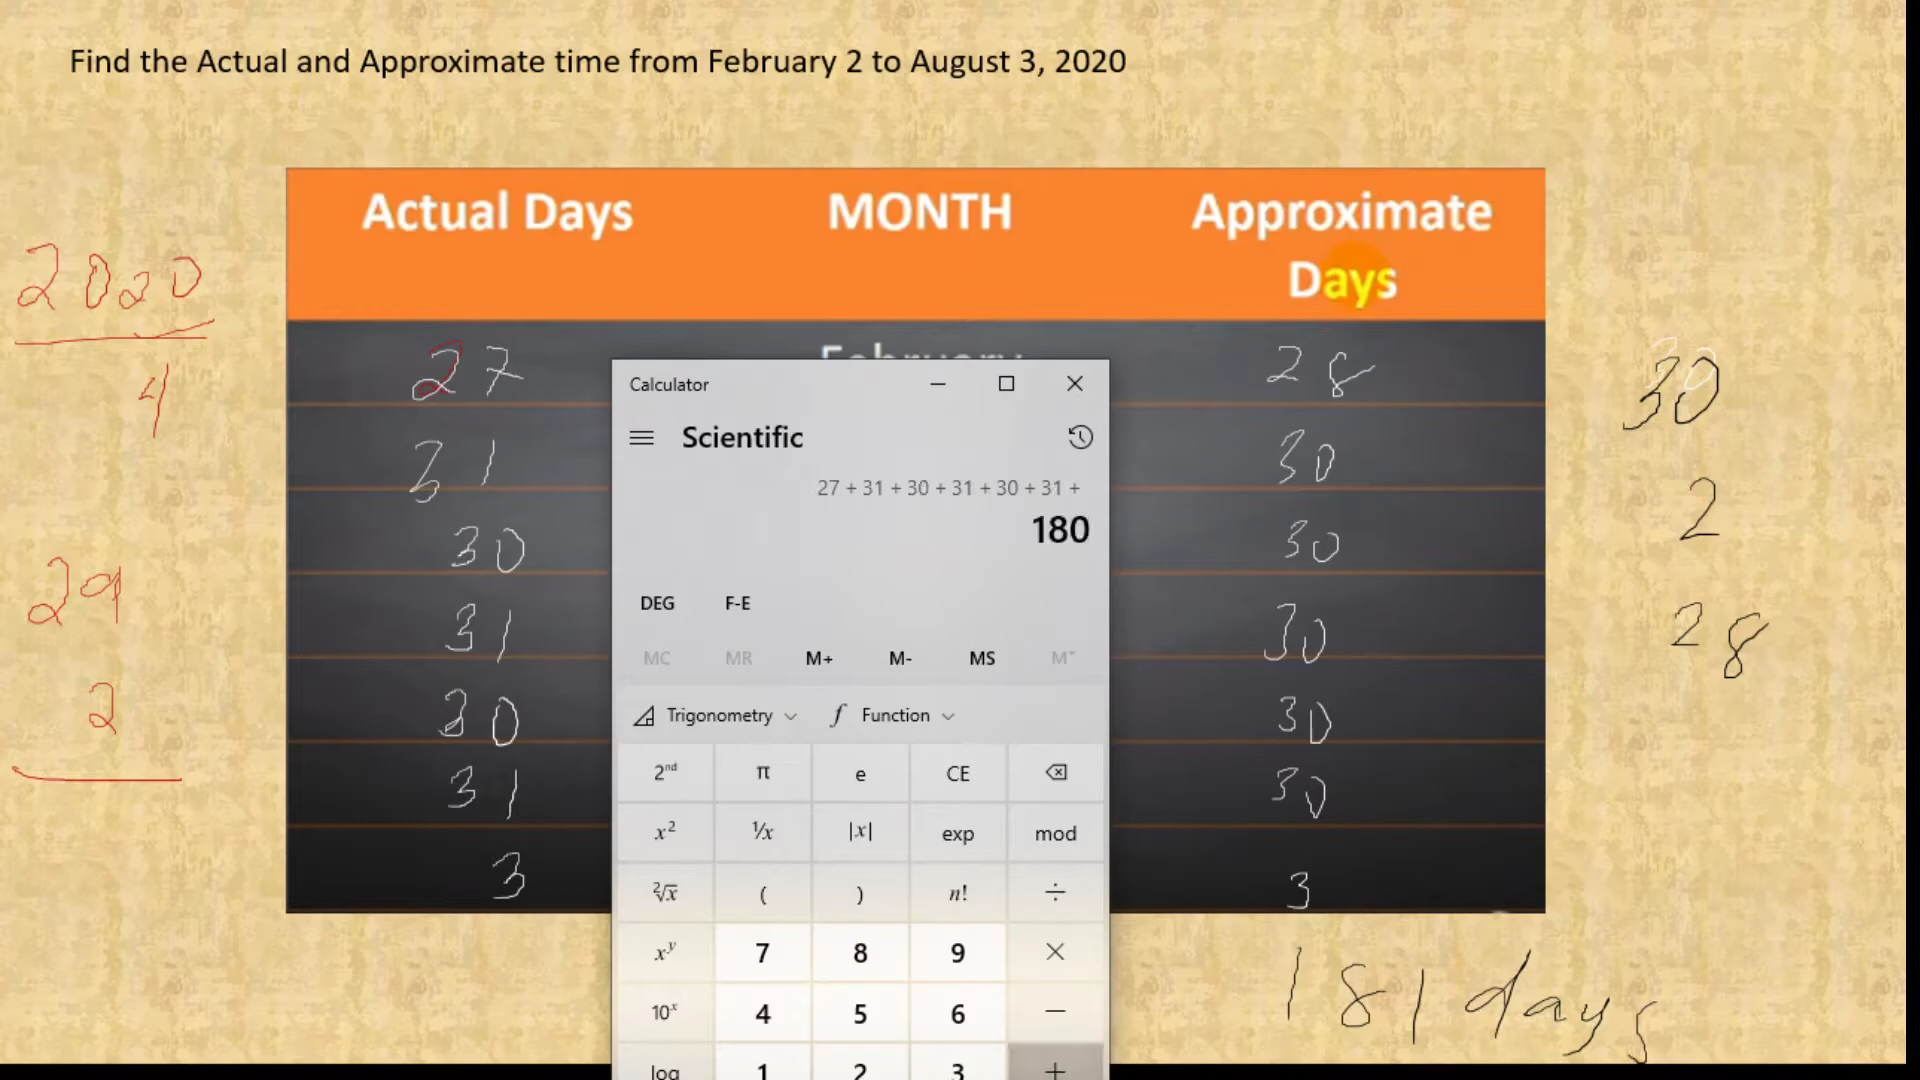 Find the Actual and Approximate time from February 2 to August 3, 2020
Actual Days MONTH Approximate Days
2020
4
29
2
27
31
30
31
30
31
3
February
28
30
30
30
30
30
3
30
2
28
181 days
Calculator
Scientific
27 + 31 + 30 + 31 + 30 + 31 +
180
DEG F-E
MC MR M+ M- MS M˅
Trigonometry f Function
2nd π e CE
x² ¹/x |x| exp mod
²√x ( ) n! ÷
xʸ 7 8 9 ×
10ˣ 4 5 6 −
log 1 2 3 +